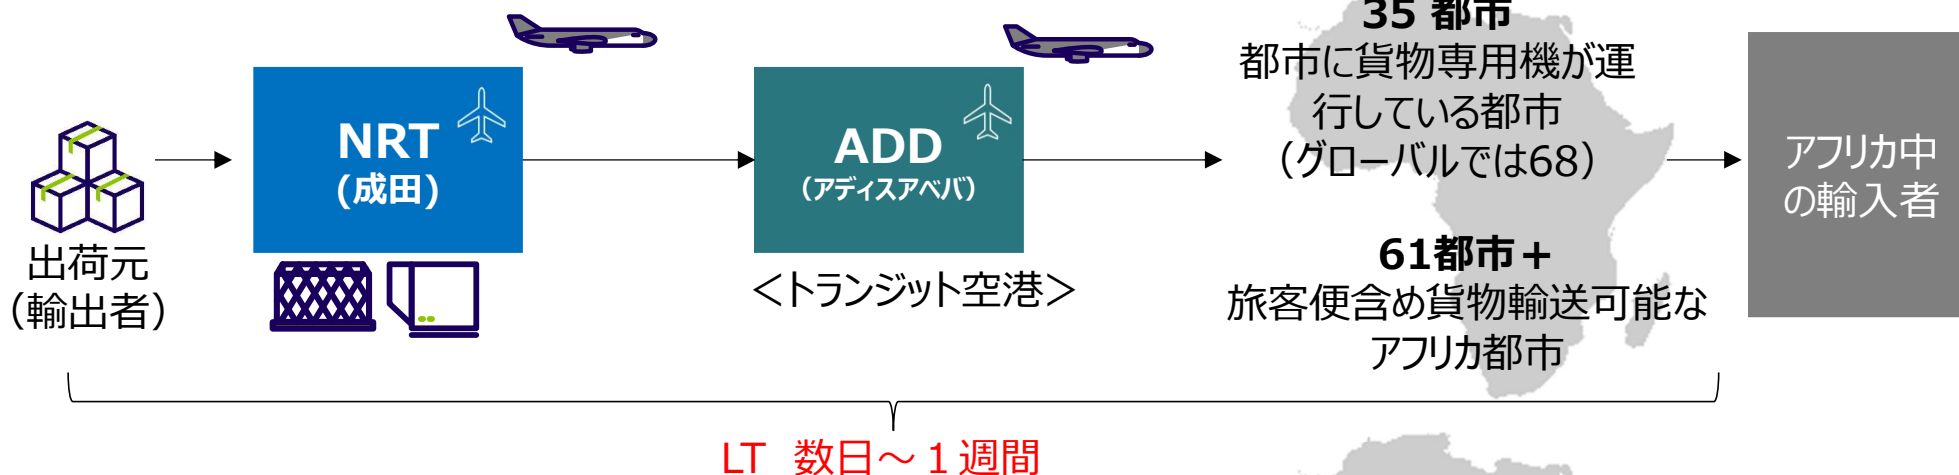 出荷元
（輸出者）
NRT
(成田)
ADD
（アディスアベバ）
＜トランジット空港＞
35 都市
都市に貨物専用機が運
行している都市
（グローバルでは68）
61都市＋
旅客便含め貨物輸送可能な
アフリカ都市
アフリカ中
の輸入者
LT 数日～１週間